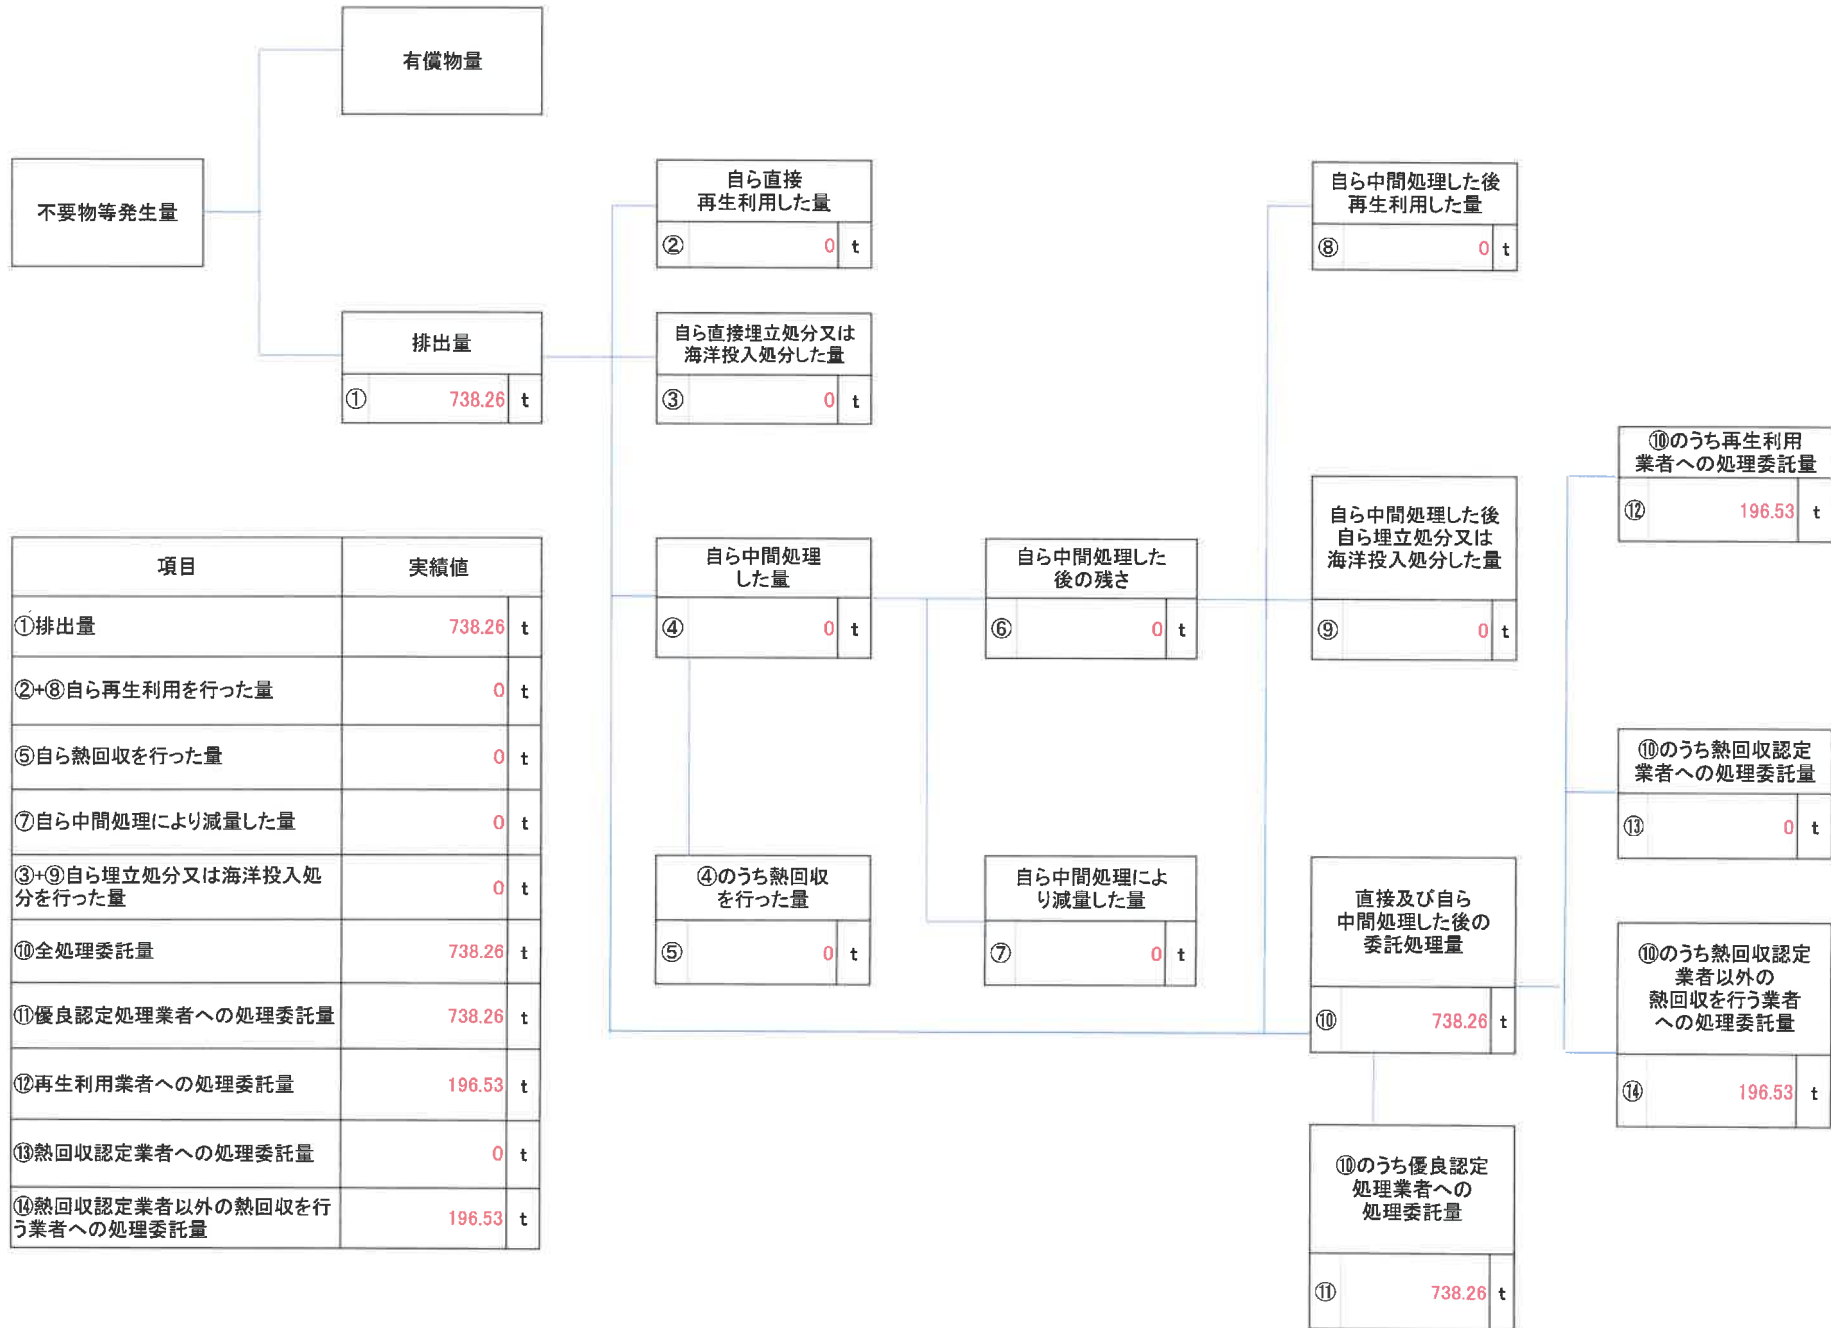 有償物量
不要物等発生量
排出量
① 738.26 t
自ら直接
再生利用した量
② 0 t
自ら直接埋立処分又は
海洋投入処分した量
③ 0 t
自ら中間処理
した量
④ 0 t
④のうち熱回収
を行った量
⑤ 0 t
自ら中間処理した
後の残さ
⑥ 0 t
自ら中間処理によ
り減量した量
⑦ 0 t
自ら中間処理した後
再生利用した量
⑧ 0 t
自ら中間処理した後
自ら埋立処分又は
海洋投入処分した量
⑨ 0 t
直接及び自ら
中間処理した後の
委託処理量
⑩ 738.26 t
⑩のうち優良認定
処理業者への
処理委託量
⑪ 738.26 t
⑩のうち再生利用
業者への処理委託量
⑫ 196.53 t
⑩のうち熱回収認定
業者への処理委託量
⑬ 0 t
⑩のうち熱回収認定
業者以外の
熱回収を行う業者
への処理委託量
⑭ 196.53 t
項目 実績値
①排出量 738.26 t
②+⑧自ら再生利用を行った量 0 t
⑤自ら熱回収を行った量 0 t
⑦自ら中間処理により減量した量 0 t
③+⑨自ら埋立処分又は海洋投入処
分を行った量 0 t
⑩全処理委託量 738.26 t
⑪優良認定処理業者への処理委託量 738.26 t
⑫再生利用業者への処理委託量 196.53 t
⑬熱回収認定業者への処理委託量 0 t
⑭熱回収認定業者以外の熱回収を行
う業者への処理委託量 196.53 t